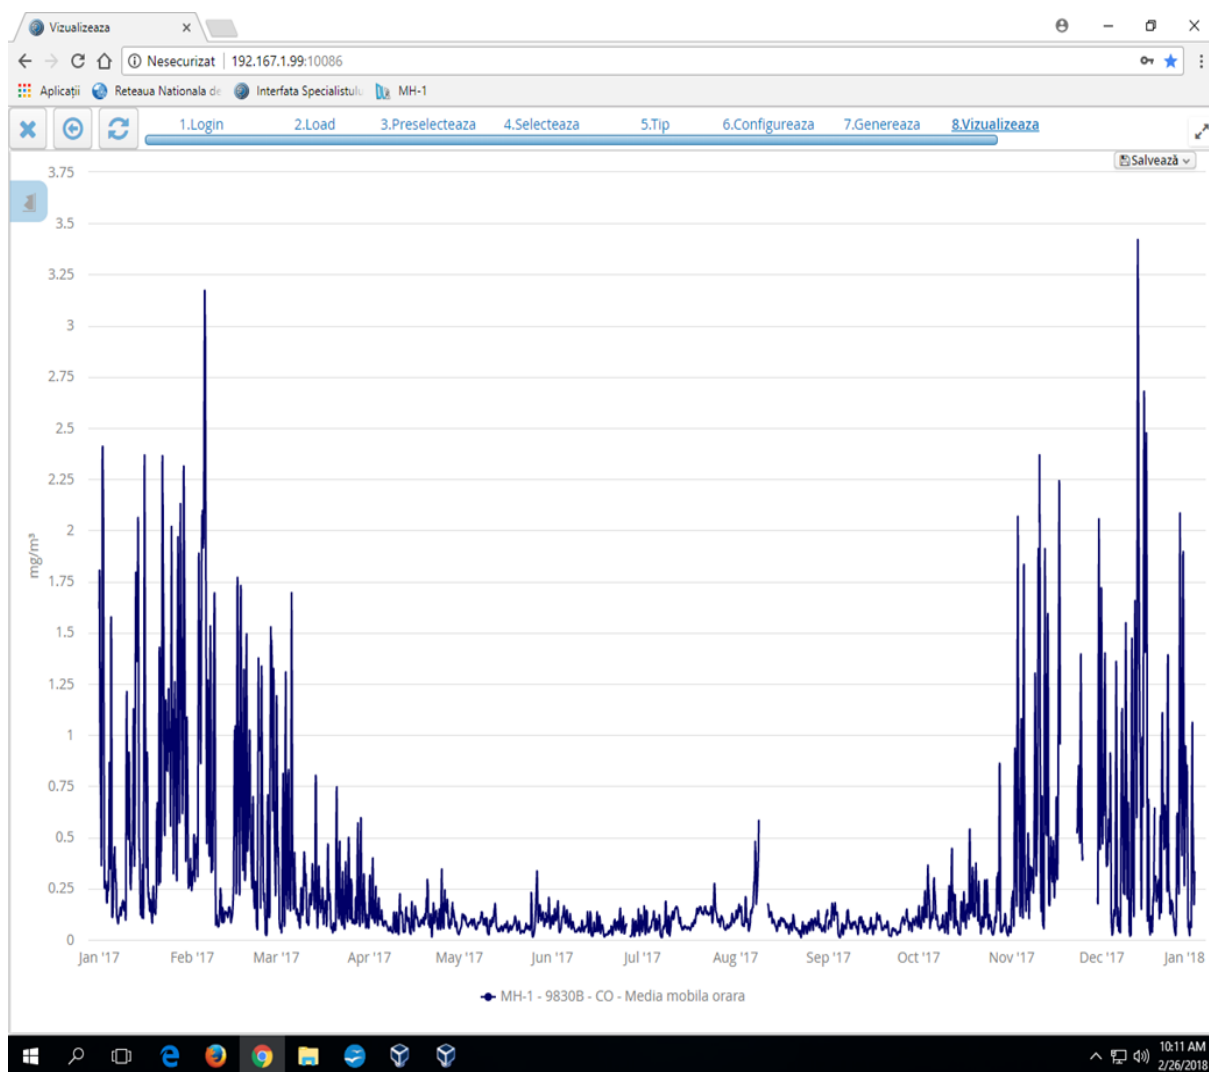 Vizualizeaza
Nesecurizat 192.167.1.99:10086
Aplicații Reteaua Nationala de Interfata Specialistulu MH-1
1.Login 2.Load 3.Preselecteaza 4.Selecteaza 5.Tip 6.Configureaza 7.Genereaza 8.Vizualizeaza
Salvează
3.75
3.5
3.25
3
2.75
2.5
2.25
2
1.75
1.5
1.25
1
0.75
0.5
0.25
0
mg/m³
Jan '17 Feb '17 Mar '17 Apr '17 May '17 Jun '17 Jul '17 Aug '17 Sep '17 Oct '17 Nov '17 Dec '17 Jan '18
MH-1 - 9830B - CO - Media mobila orara
10:11 AM
2/26/2018